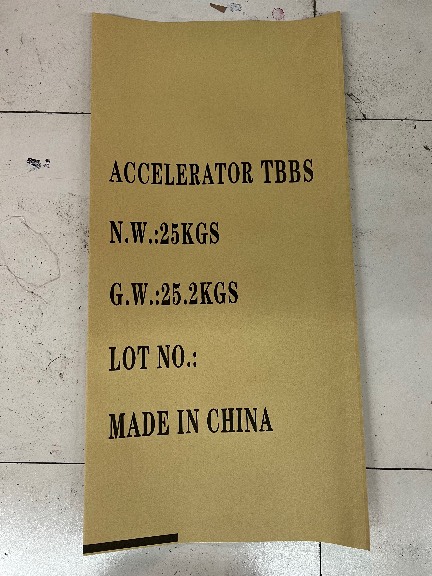 ACCELERATOR TBBS
N.W.:25KGS
G.W.:25.2KGS
LOT NO.:
MADE IN CHINA